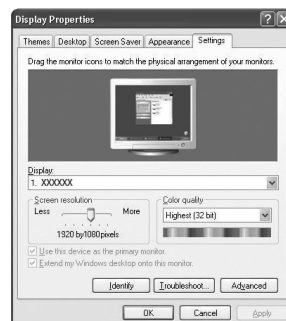 Display Properties
Themes Desktop Screen Saver Appearance Settings
Drag the monitor icons to match the physical arrangement of your monitors.
Display:
1. XXXXXX
Screen resolution
Less More
1920 by1080pixels
Color quality
Highest (32 bit)
Use this device as the primary monitor.
Extend my Windows desktop onto this monitor.
Identify Troubleshoot... Advanced
OK Cancel Apply